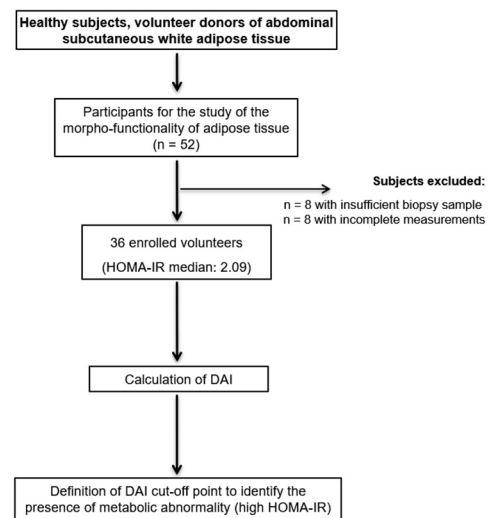 Healthy subjects, volunteer donors of abdominal
subcutaneous white adipose tissue
Participants for the study of the
morpho-functionality of adipose tissue
(n = 52)
Subjects excluded:
n = 8 with insufficient biopsy sample
n = 8 with incomplete measurements
36 enrolled volunteers
(HOMA-IR median: 2.09)
Calculation of DAI
Definition of DAI cut-off point to identify the
presence of metabolic abnormality (high HOMA-IR)